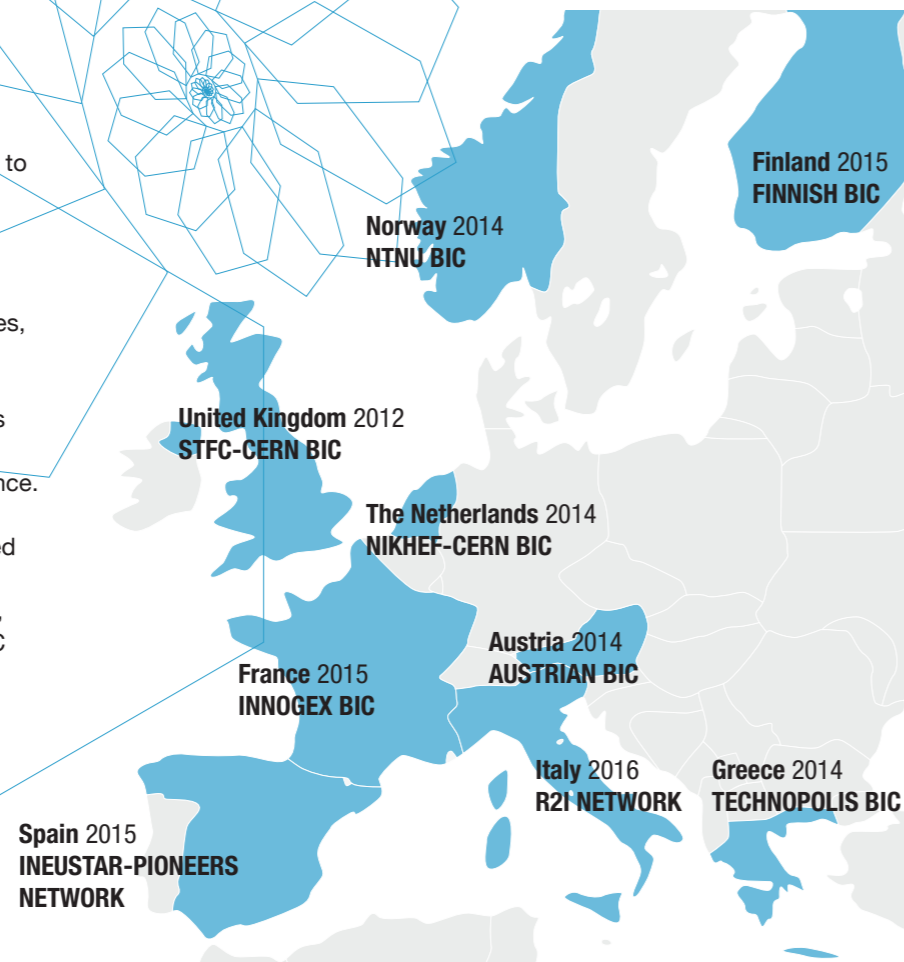 to
es,
s
nce.
ed
,
C
Norway 2014
NTNU BIC
Finland 2015
FINNISH BIC
United Kingdom 2012
STFC-CERN BIC
The Netherlands 2014
NIKHEF-CERN BIC
Austria 2014
AUSTRIAN BIC
France 2015
INNOGEX BIC
Italy 2016
R2I NETWORK
Greece 2014
TECHNOPOLIS BIC
Spain 2015
INEUSTAR-PIONEERS
NETWORK